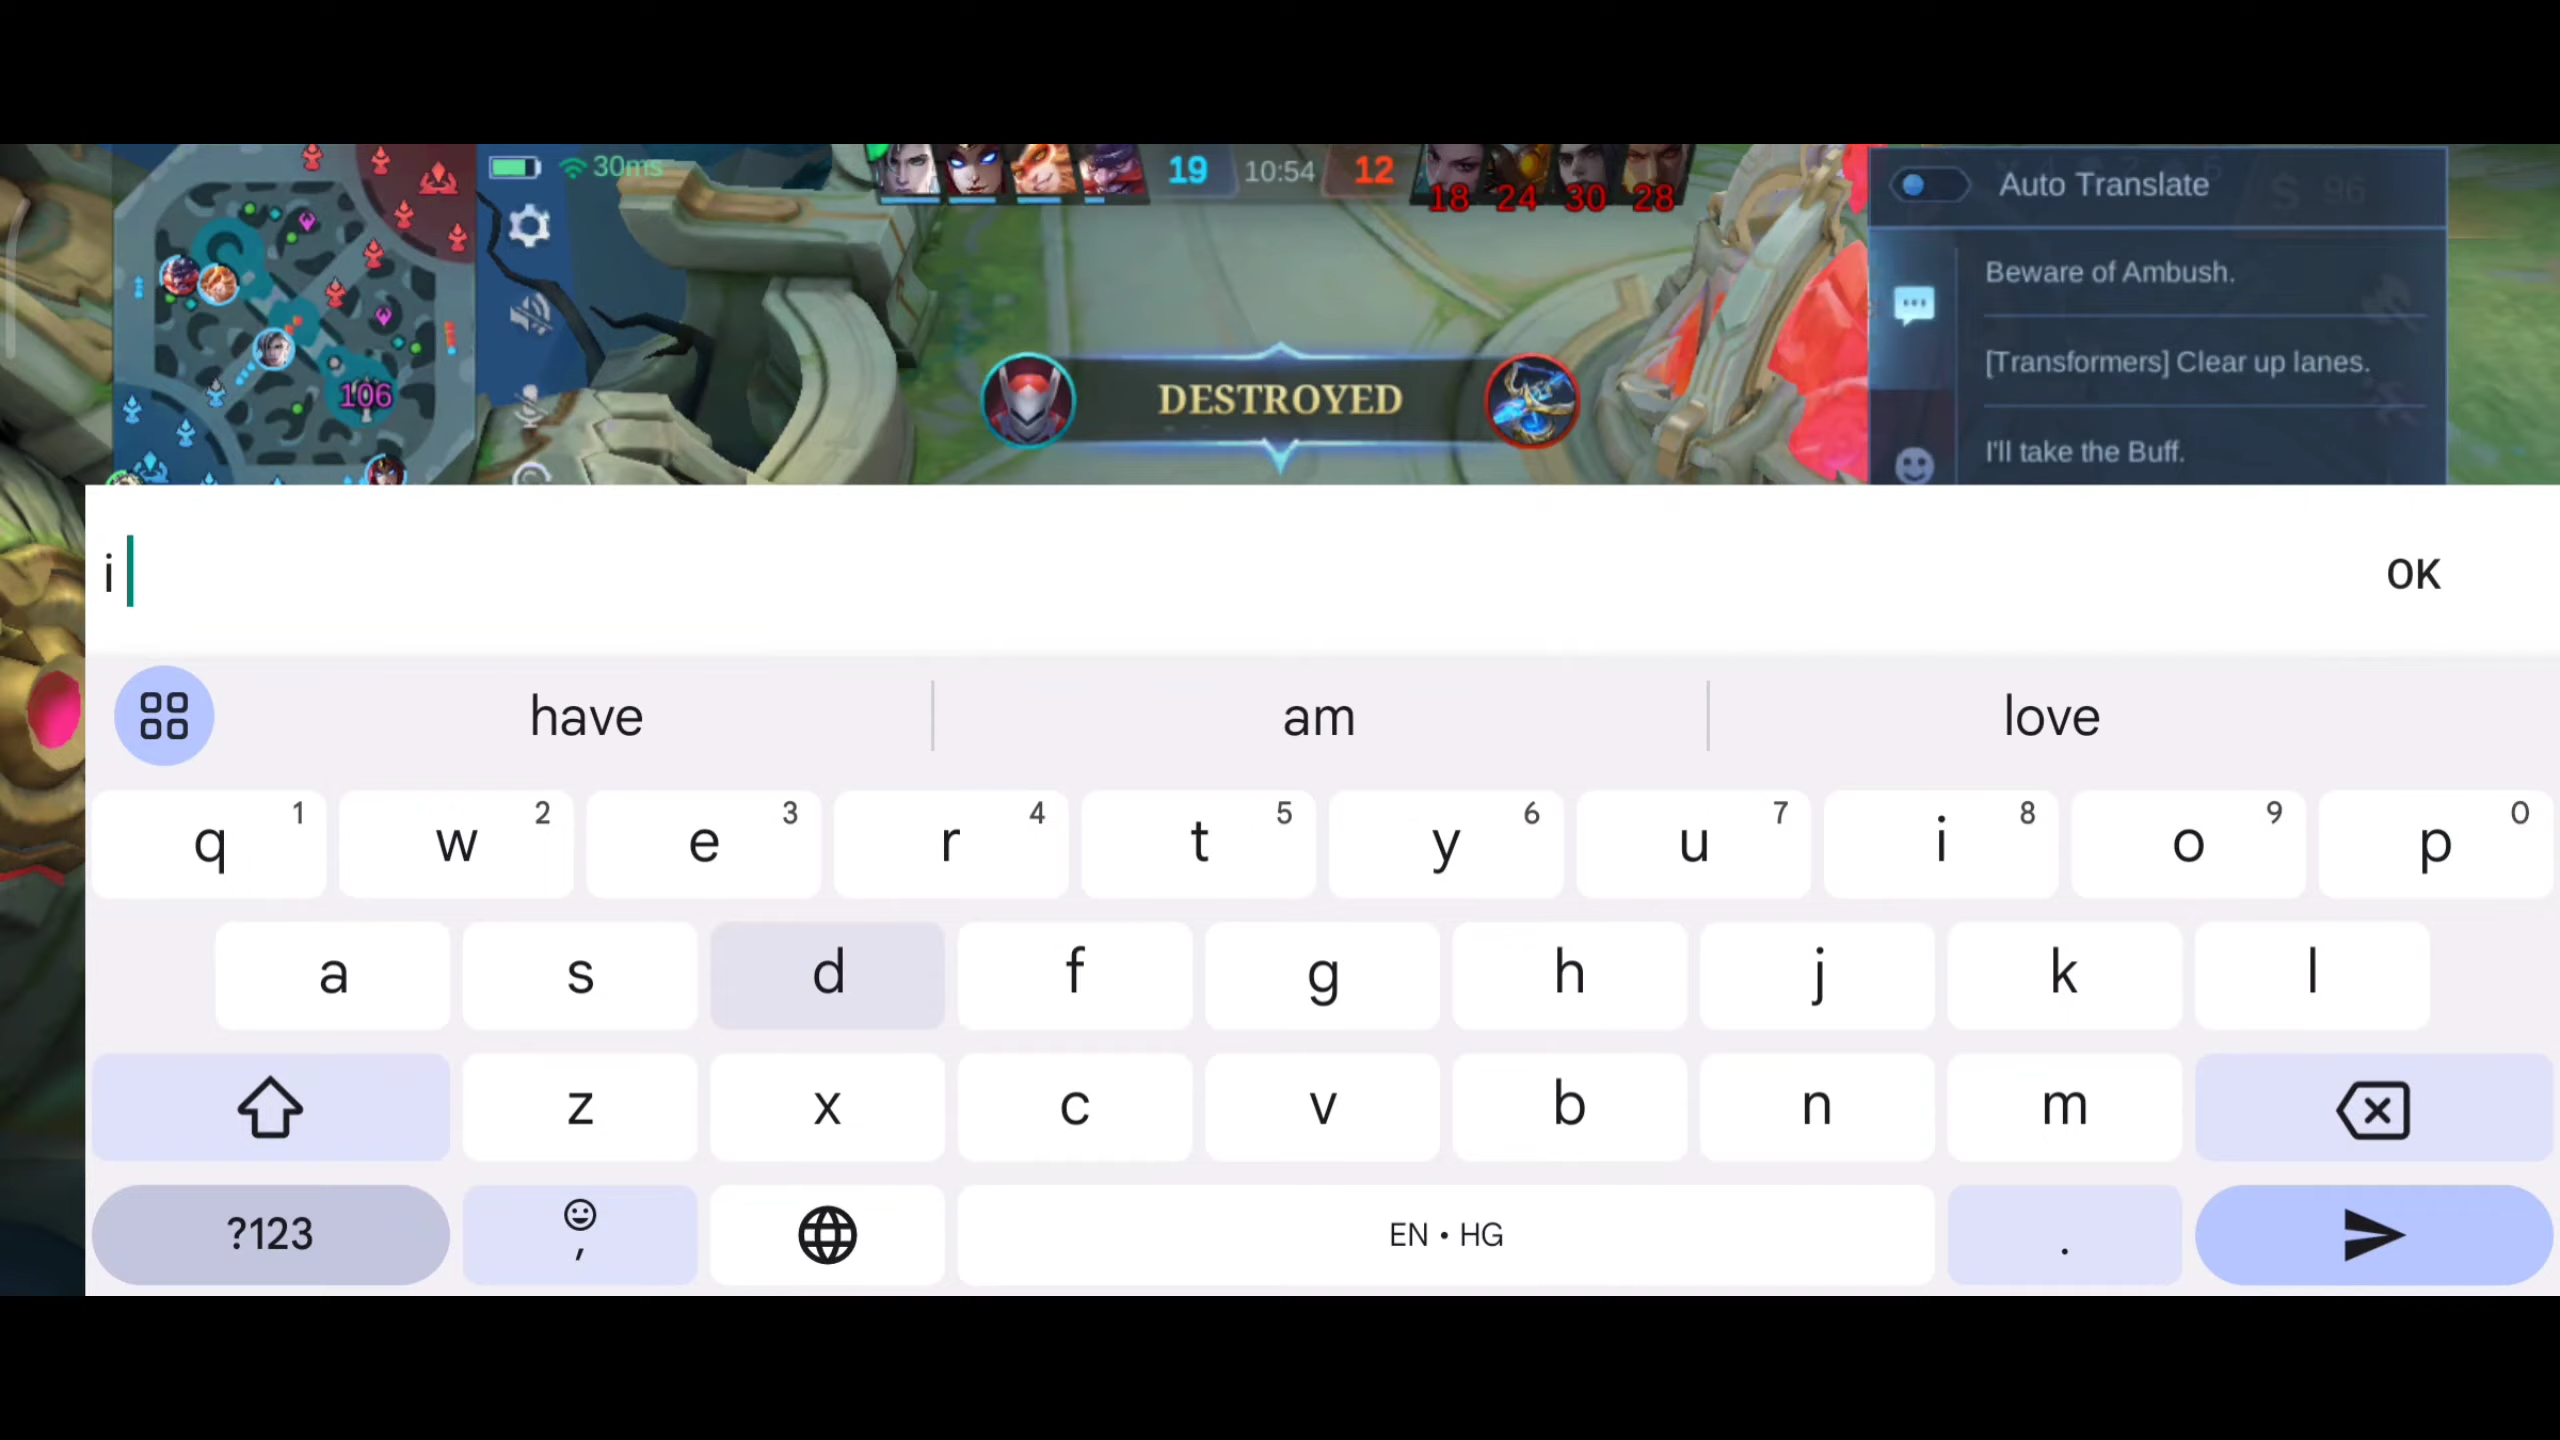 30ms
19 10:54 12
18 24 30 28
Auto Translate
$ 96
Beware of Ambush.
[Transformers] Clear up lanes.
I'll take the Buff.
106
DESTROYED
i
OK
have am love
q 1 w 2 e 3 r 4 t 5 y 6 u 7 i 8 o 9 p 0
a s d f g h j k l
z x c v b n m
?123 , EN • HG .